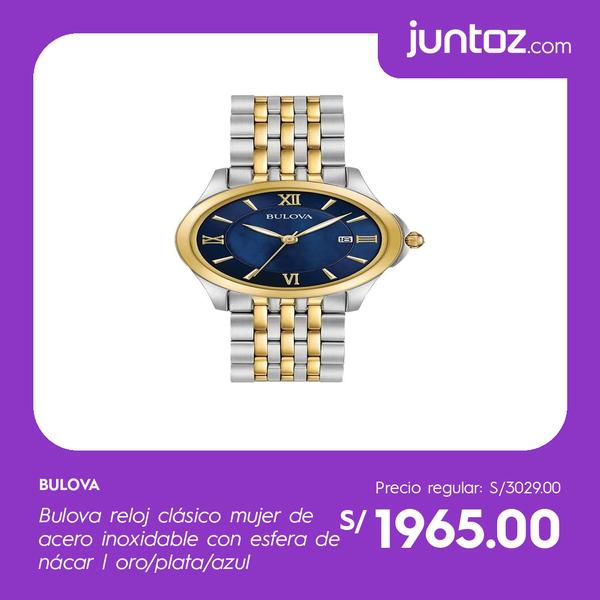 juntoz.com
XII
BULOVA
VI
BULOVA
Bulova reloj clásico mujer de
acero inoxidable con esfera de
nácar | oro/plata/azul
Precio regular: S/3029.00
S/1965.00